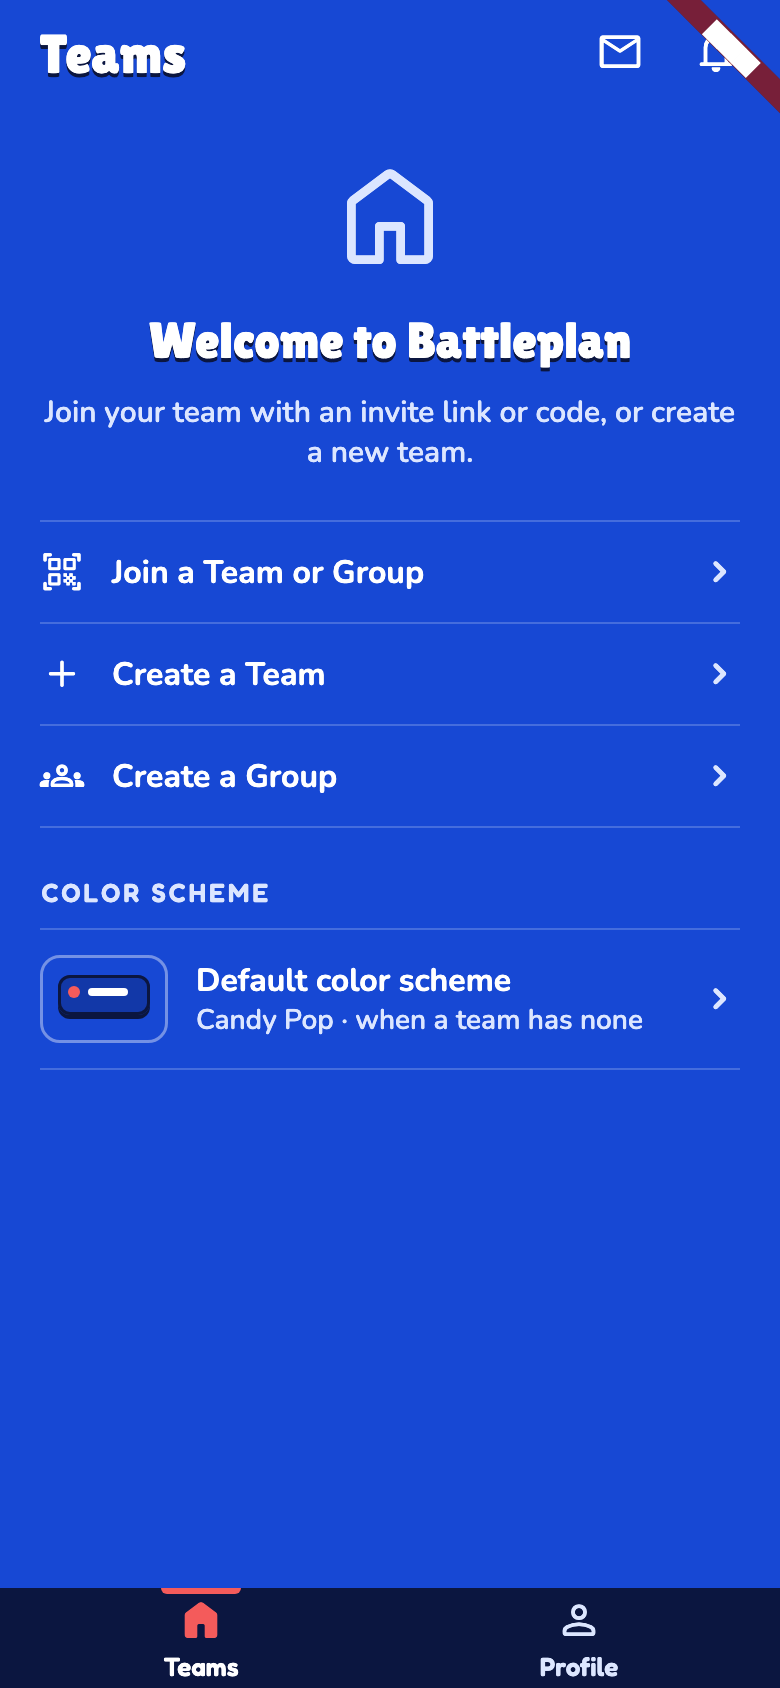 Teams
Welcome to Battleplan
Join your team with an invite link or code, or create
a new team.
Join a Team or Group
Create a Team
Create a Group
COLOR SCHEME
Default color scheme
Candy Pop · when a team has none
Teams
Profile